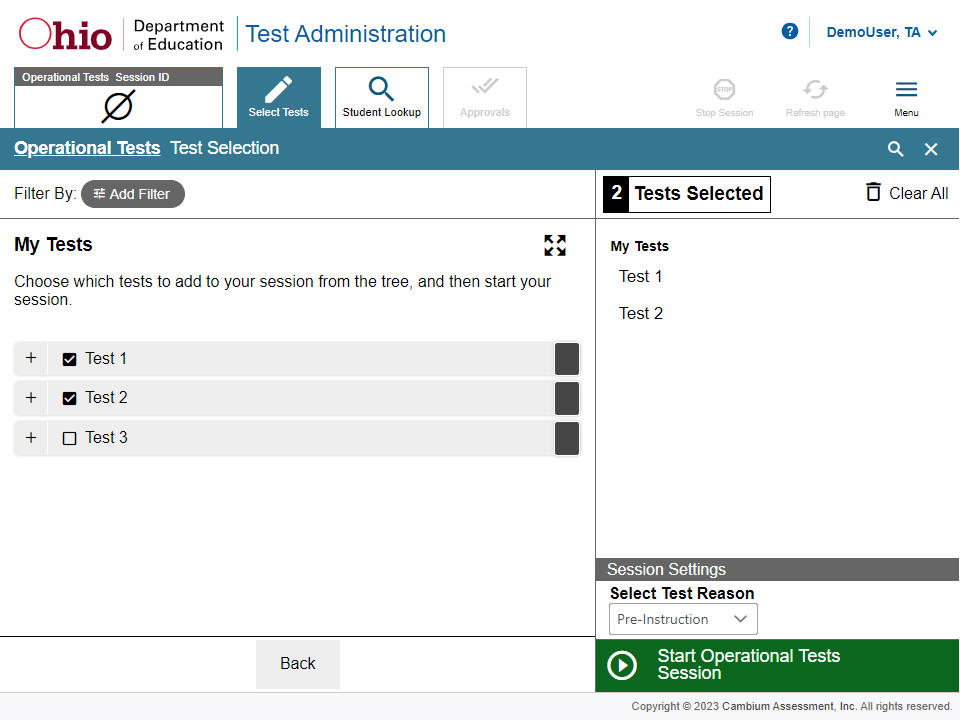 Ohio
Department
of Education
Test Administration
?
DemoUser, TA
Operational Tests Session ID
Select Tests
Student Lookup
Approvals
STOP
Stop Session
Refresh page
Menu
Operational Tests Test Selection
Filter By: Add Filter
2 Tests Selected
Clear All
My Tests
Choose which tests to add to your session from the tree, and then start your
session.
+ Test 1
+ Test 2
+ Test 3
Back
My Tests
Test 1
Test 2
Session Settings
Select Test Reason
Pre-Instruction
Start Operational Tests
Session
Copyright © 2023 Cambium Assessment, Inc. All rights reserved.